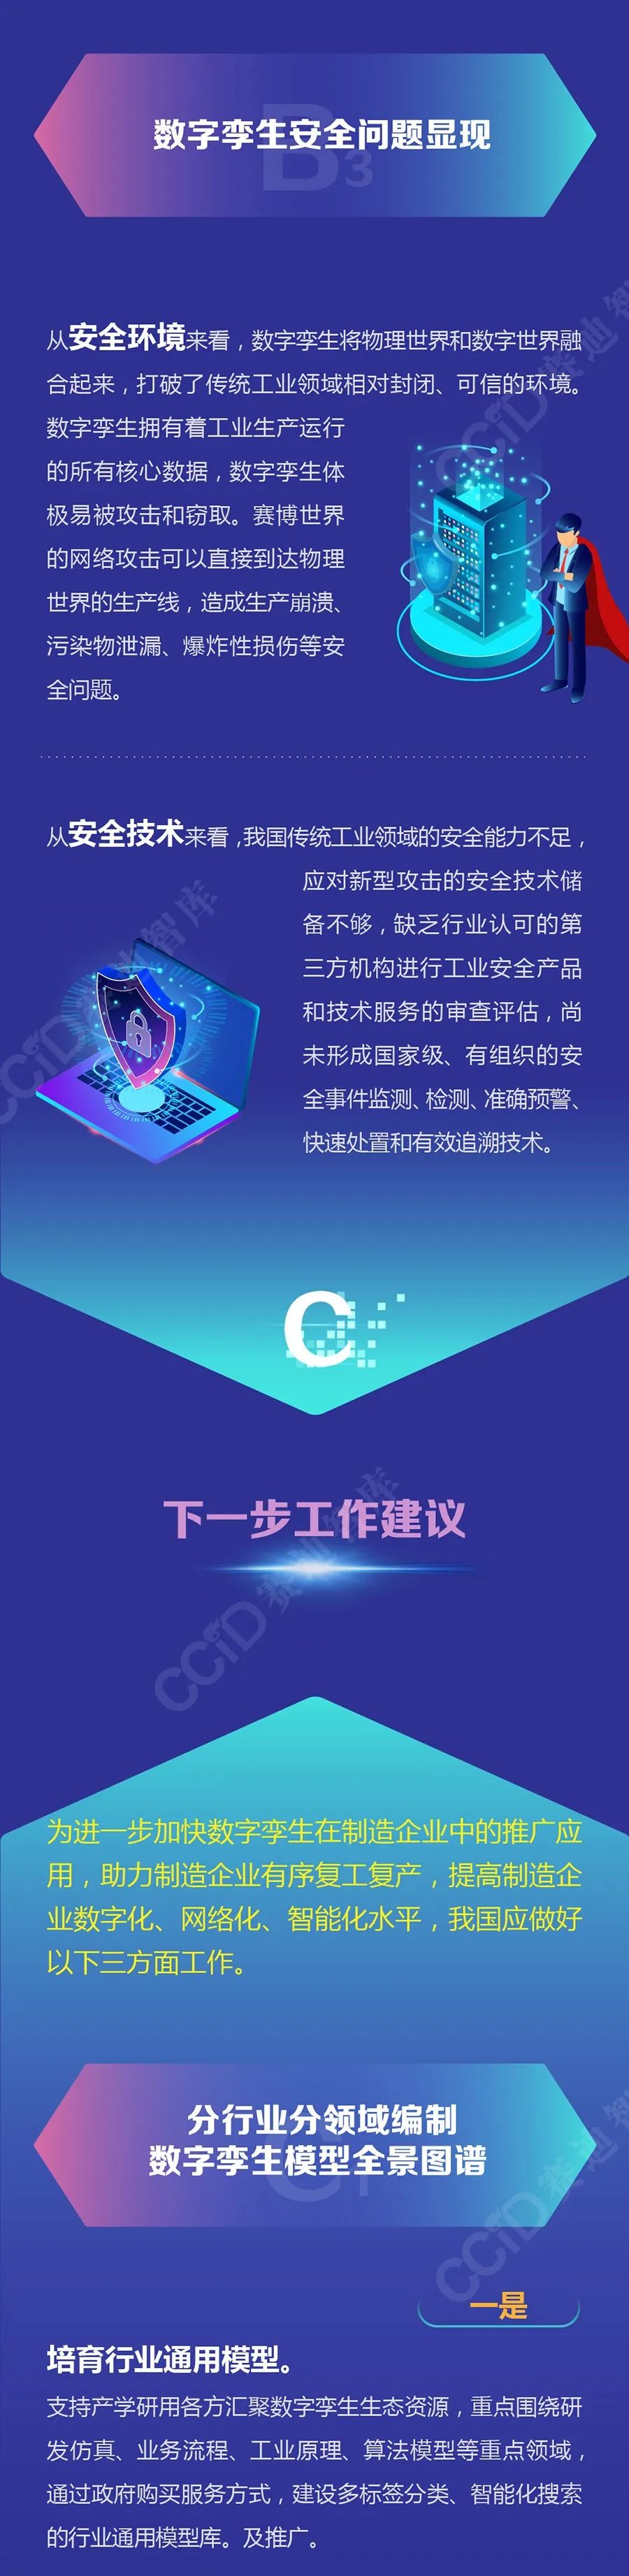 B3
数字孪生安全问题显现
从安全环境来看，数字孪生将物理世界和数字世界融
合起来，打破了传统工业领域相对封闭、可信的环境。
数字孪生拥有着工业生产运行
的所有核心数据，数字孪生体
极易被攻击和窃取。赛博世界
的网络攻击可以直接到达物理
世界的生产线，造成生产崩溃、
污染物泄漏、爆炸性损伤等安
全问题。
从安全技术来看，我国传统工业领域的安全能力不足，
应对新型攻击的安全技术储
备不够，缺乏行业认可的第
三方机构进行工业安全产品
和技术服务的审查评估，尚
未形成国家级、有组织的安
全事件监测、检测、准确预警、
快速处置和有效追溯技术。
C
下一步工作建议
CCiD赛迪智库
为进一步加快数字孪生在制造企业中的推广应
用，助力制造企业有序复工复产，提高制造企
业数字化、网络化、智能化水平，我国应做好
以下三方面工作。
分行业分领域编制
数字孪生模型全景图谱
一是
培育行业通用模型。
支持产学研用各方汇聚数字孪生生态资源，重点围绕研
发仿真、业务流程、工业原理、算法模型等重点领域，
通过政府购买服务方式，建设多标签分类、智能化搜索
的行业通用模型库。及推广。